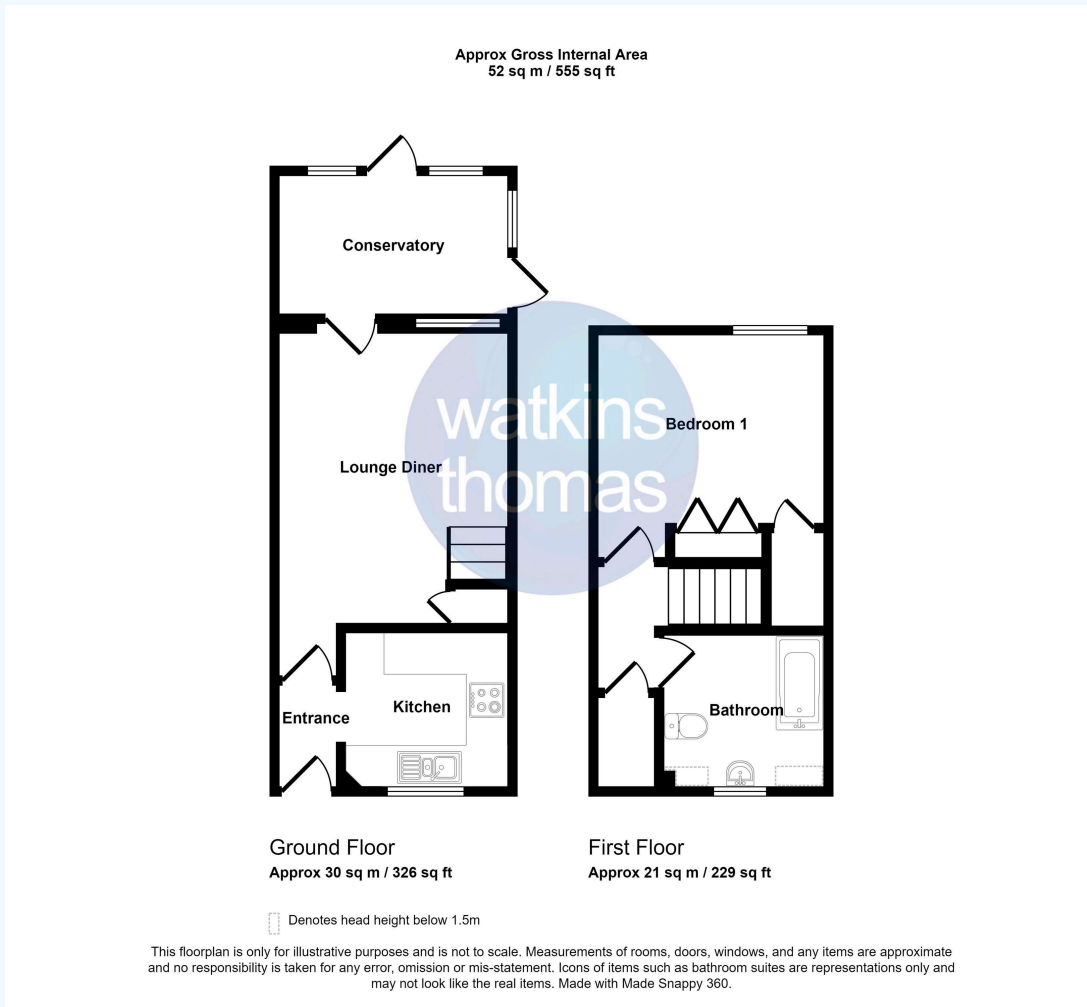 Approx Gross Internal Area
52 sq m / 555 sq ft
Conservatory
watkins
thomas
Lounge Diner
Bedroom 1
Entrance
Kitchen
Bathroom
Ground Floor
Approx 30 sq m / 326 sq ft
First Floor
Approx 21 sq m / 229 sq ft
Denotes head height below 1.5m
This floorplan is only for illustrative purposes and is not to scale. Measurements of rooms, doors, windows, and any items are approximate
and no responsibility is taken for any error, omission or mis-statement. Icons of items such as bathroom suites are representations only and
may not look like the real items. Made with Made Snappy 360.